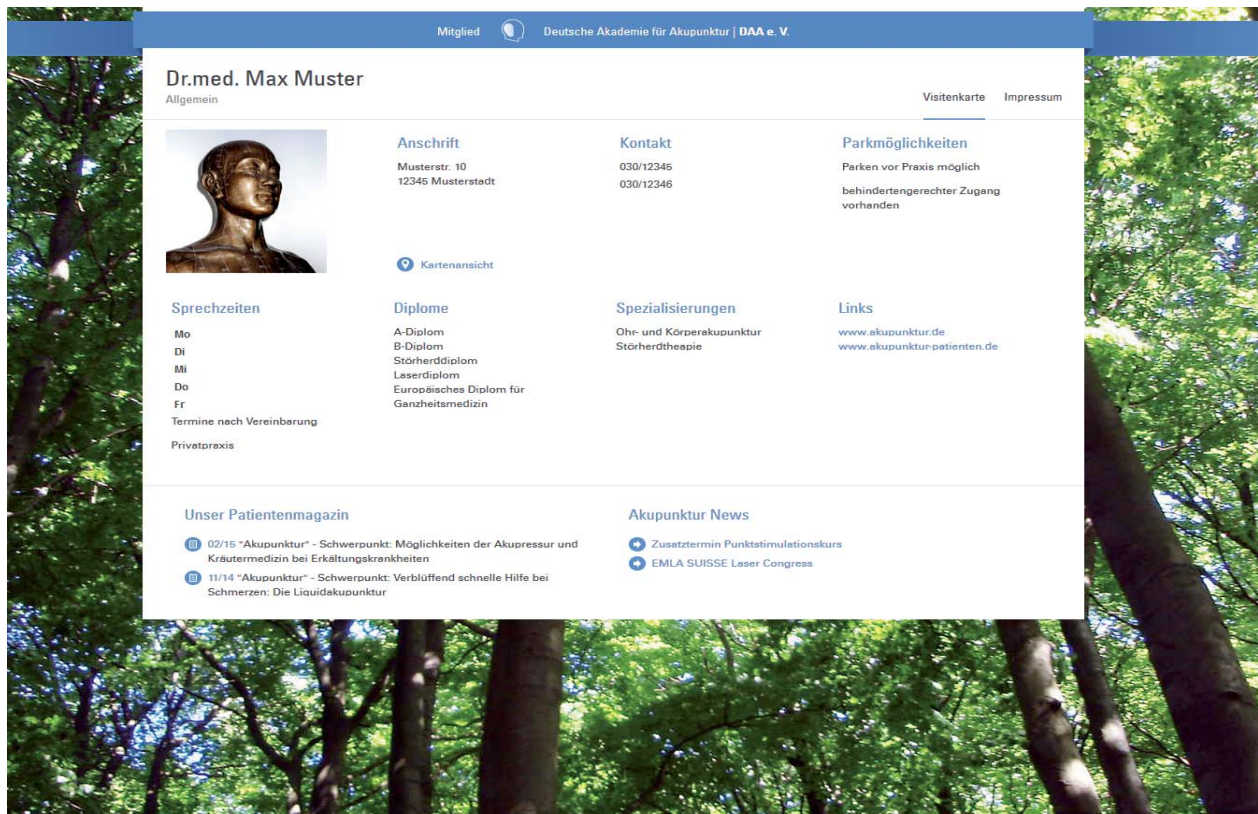 Mitglied Deutsche Akademie für Akupunktur | DAA e. V.
Dr.med. Max Muster
Allgemein
Visitenkarte Impressum
Anschrift
Musterstr. 10
12345 Musterstadt
Kartenansicht
Kontakt
030/12345
030/12346
Parkmöglichkeiten
Parken vor Praxis möglich
behindertengerechter Zugang
vorhanden
Sprechzeiten
Mo
Di
Mi
Do
Fr
Termine nach Vereinbarung
Privatpraxis
Diplome
A-Diplom
B-Diplom
Störherddiplom
Laserdiplom
Europäisches Diplom für
Ganzheitsmedizin
Spezialisierungen
Ohr- und Körperakupunktur
Störherdtheapie
Links
www.akupunktur.de
www.akupunktur-patienten.de
Unser Patientenmagazin
02/15 "Akupunktur" - Schwerpunkt: Möglichkeiten der Akupressur und
Kräutermedizin bei Erkältungskrankheiten
11/14 "Akupunktur" - Schwerpunkt: Verblüffend schnelle Hilfe bei
Schmerzen: Die Liquidakupunktur
Akupunktur News
Zusatztermin Punktstimulationskurs
EMLA SUISSE Laser Congress